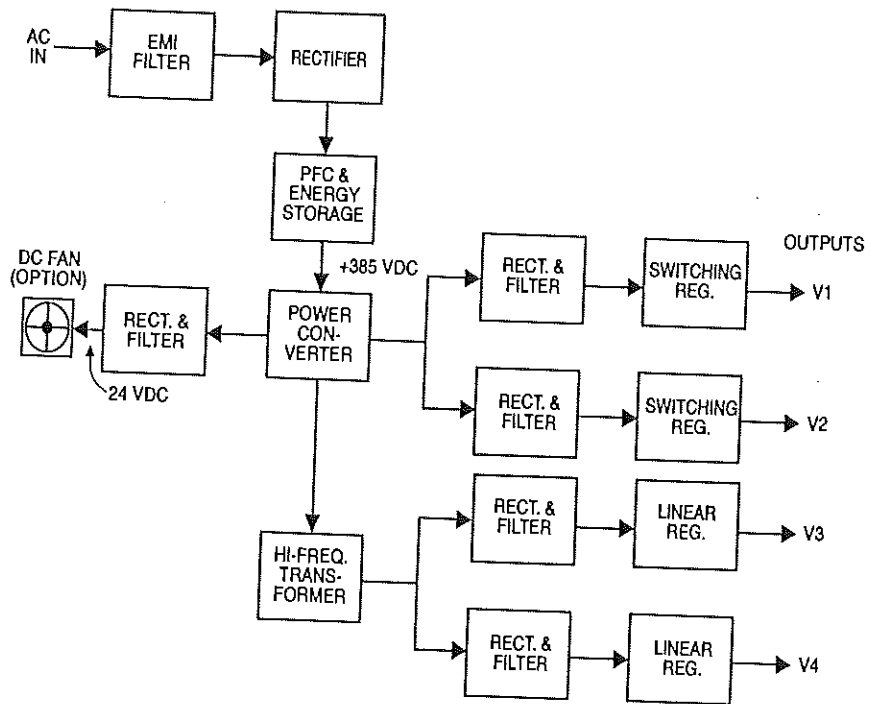 AC
IN
EMI
FILTER
RECTIFIER
PFC &
ENERGY
STORAGE
+385 VDC
DC FAN
(OPTION)
24 VDC
RECT. &
FILTER
POWER
CON-
VERTER
RECT. &
FILTER
SWITCHING
REG.
OUTPUTS
V1
RECT. &
FILTER
SWITCHING
REG.
V2
HI-FREQ.
TRANS-
FORMER
RECT. &
FILTER
LINEAR
REG.
V3
RECT. &
FILTER
LINEAR
REG.
V4